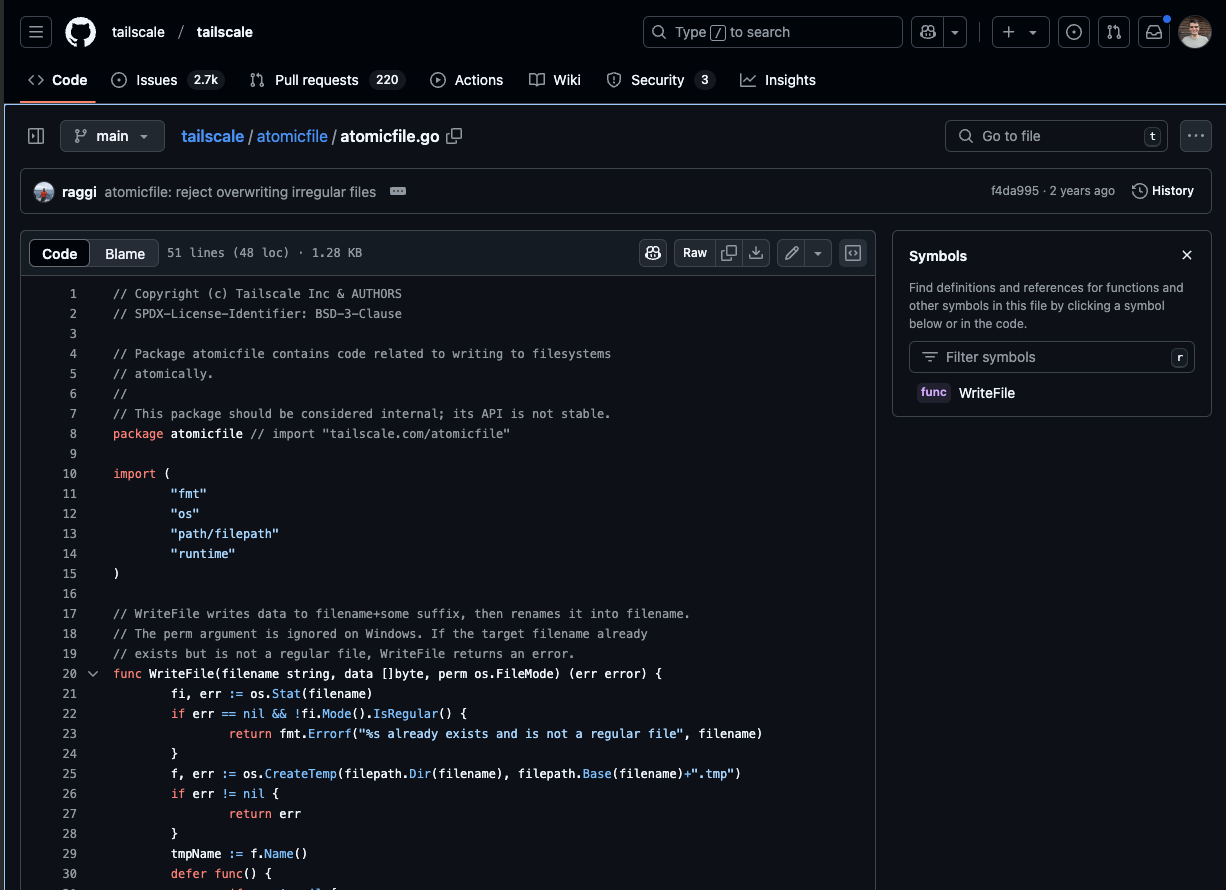 tailscale / tailscale
Type / to search
Code Issues 2.7k Pull requests 220 Actions Wiki Security 3 Insights
main
tailscale / atomicfile / atomicfile.go
Go to file t
raggi atomicfile: reject overwriting irregular files
f4da995 · 2 years ago History
Code Blame 51 lines (48 loc) · 1.28 KB
Raw
1 // Copyright (c) Tailscale Inc & AUTHORS
2 // SPDX-License-Identifier: BSD-3-Clause
3
4 // Package atomicfile contains code related to writing to filesystems
5 // atomically.
6 //
7 // This package should be considered internal; its API is not stable.
8 package atomicfile // import "tailscale.com/atomicfile"
9
10 import (
11 "fmt"
12 "os"
13 "path/filepath"
14 "runtime"
15 )
16
17 // WriteFile writes data to filename+some suffix, then renames it into filename.
18 // The perm argument is ignored on Windows. If the target filename already
19 // exists but is not a regular file, WriteFile returns an error.
20 func WriteFile(filename string, data []byte, perm os.FileMode) (err error) {
21 fi, err := os.Stat(filename)
22 if err == nil && !fi.Mode().IsRegular() {
23 return fmt.Errorf("%s already exists and is not a regular file", filename)
24 }
25 f, err := os.CreateTemp(filepath.Dir(filename), filepath.Base(filename)+".tmp")
26 if err != nil {
27 return err
28 }
29 tmpName := f.Name()
30 defer func() {
Symbols
Find definitions and references for functions and
other symbols in this file by clicking a symbol
below or in the code.
Filter symbols r
func WriteFile